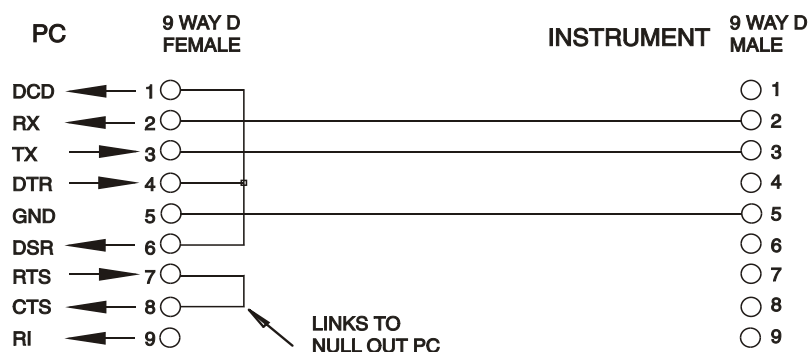 PC
9 WAY D
FEMALE
INSTRUMENT
9 WAY D
MALE
DCD 1 1
RX 2 2
TX 3 3
DTR 4 4
GND 5 5
DSR 6 6
RTS 7 7
CTS 8 8
RI 9 9
LINKS TO
NULL OUT PC